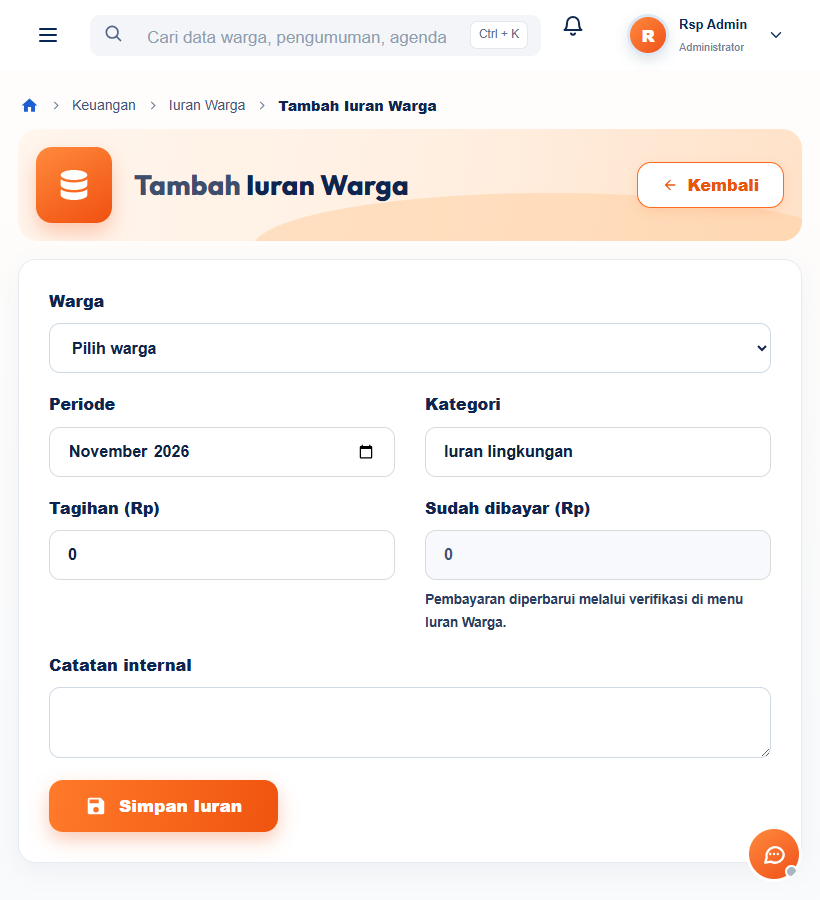 Cari data warga, pengumuman, agenda
Ctrl + K
R
Rsp Admin
Administrator
Keuangan
Iuran Warga
Tambah Iuran Warga
Tambah Iuran Warga
Kembali
Warga
Pilih warga
Periode
Kategori
November 2026
Iuran lingkungan
Tagihan (Rp)
Sudah dibayar (Rp)
0
0
Pembayaran diperbarui melalui verifikasi di menu
Iuran Warga.
Catatan internal
Simpan Iuran